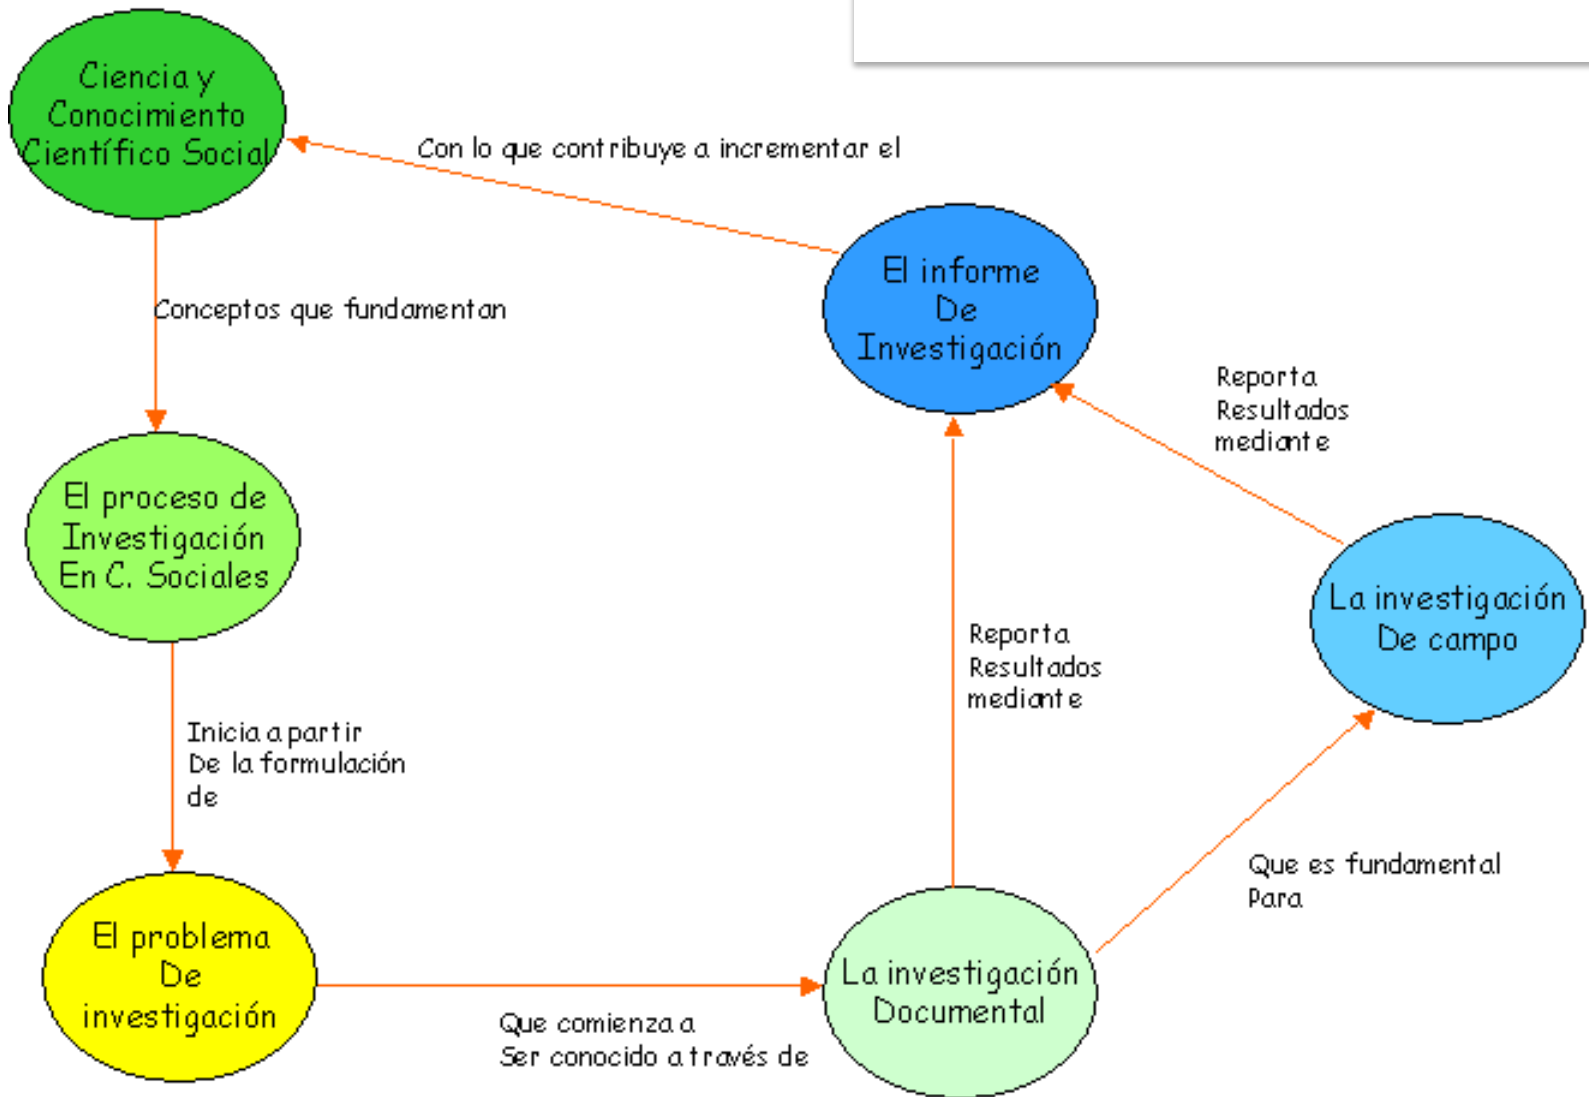 Ciencia y
Conocimiento
Científico Social
Con lo que contribuye a incrementar el
El informe
De
Investigación
Conceptos que fundamentan
Reporta
Resultados
mediante
El proceso de
Investigación
En C. Sociales
La investigación
De campo
Reporta
Resultados
mediante
Inicia a partir
De la formulación
de
Que es fundamental
Para
El problema
De
investigación
La investigación
Documental
Que comienza a
Ser conocido a través de